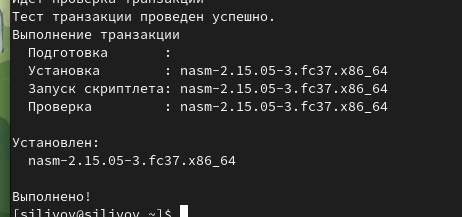 Идет проверка транзакции
Тест транзакции проведен успешно.
Выполнение транзакции
Подготовка :
Установка : nasm-2.15.05-3.fc37.x86_64
Запуск скриптлета: nasm-2.15.05-3.fc37.x86_64
Проверка : nasm-2.15.05-3.fc37.x86_64
Установлен:
nasm-2.15.05-3.fc37.x86_64
Выполнено!
[silivoy@silivoy ~]$